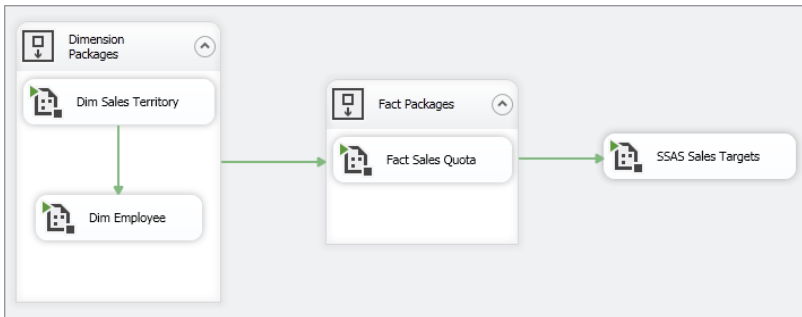 Dimension
Packages
Dim Sales Territory
Dim Employee
Fact Packages
Fact Sales Quota
SSAS Sales Targets